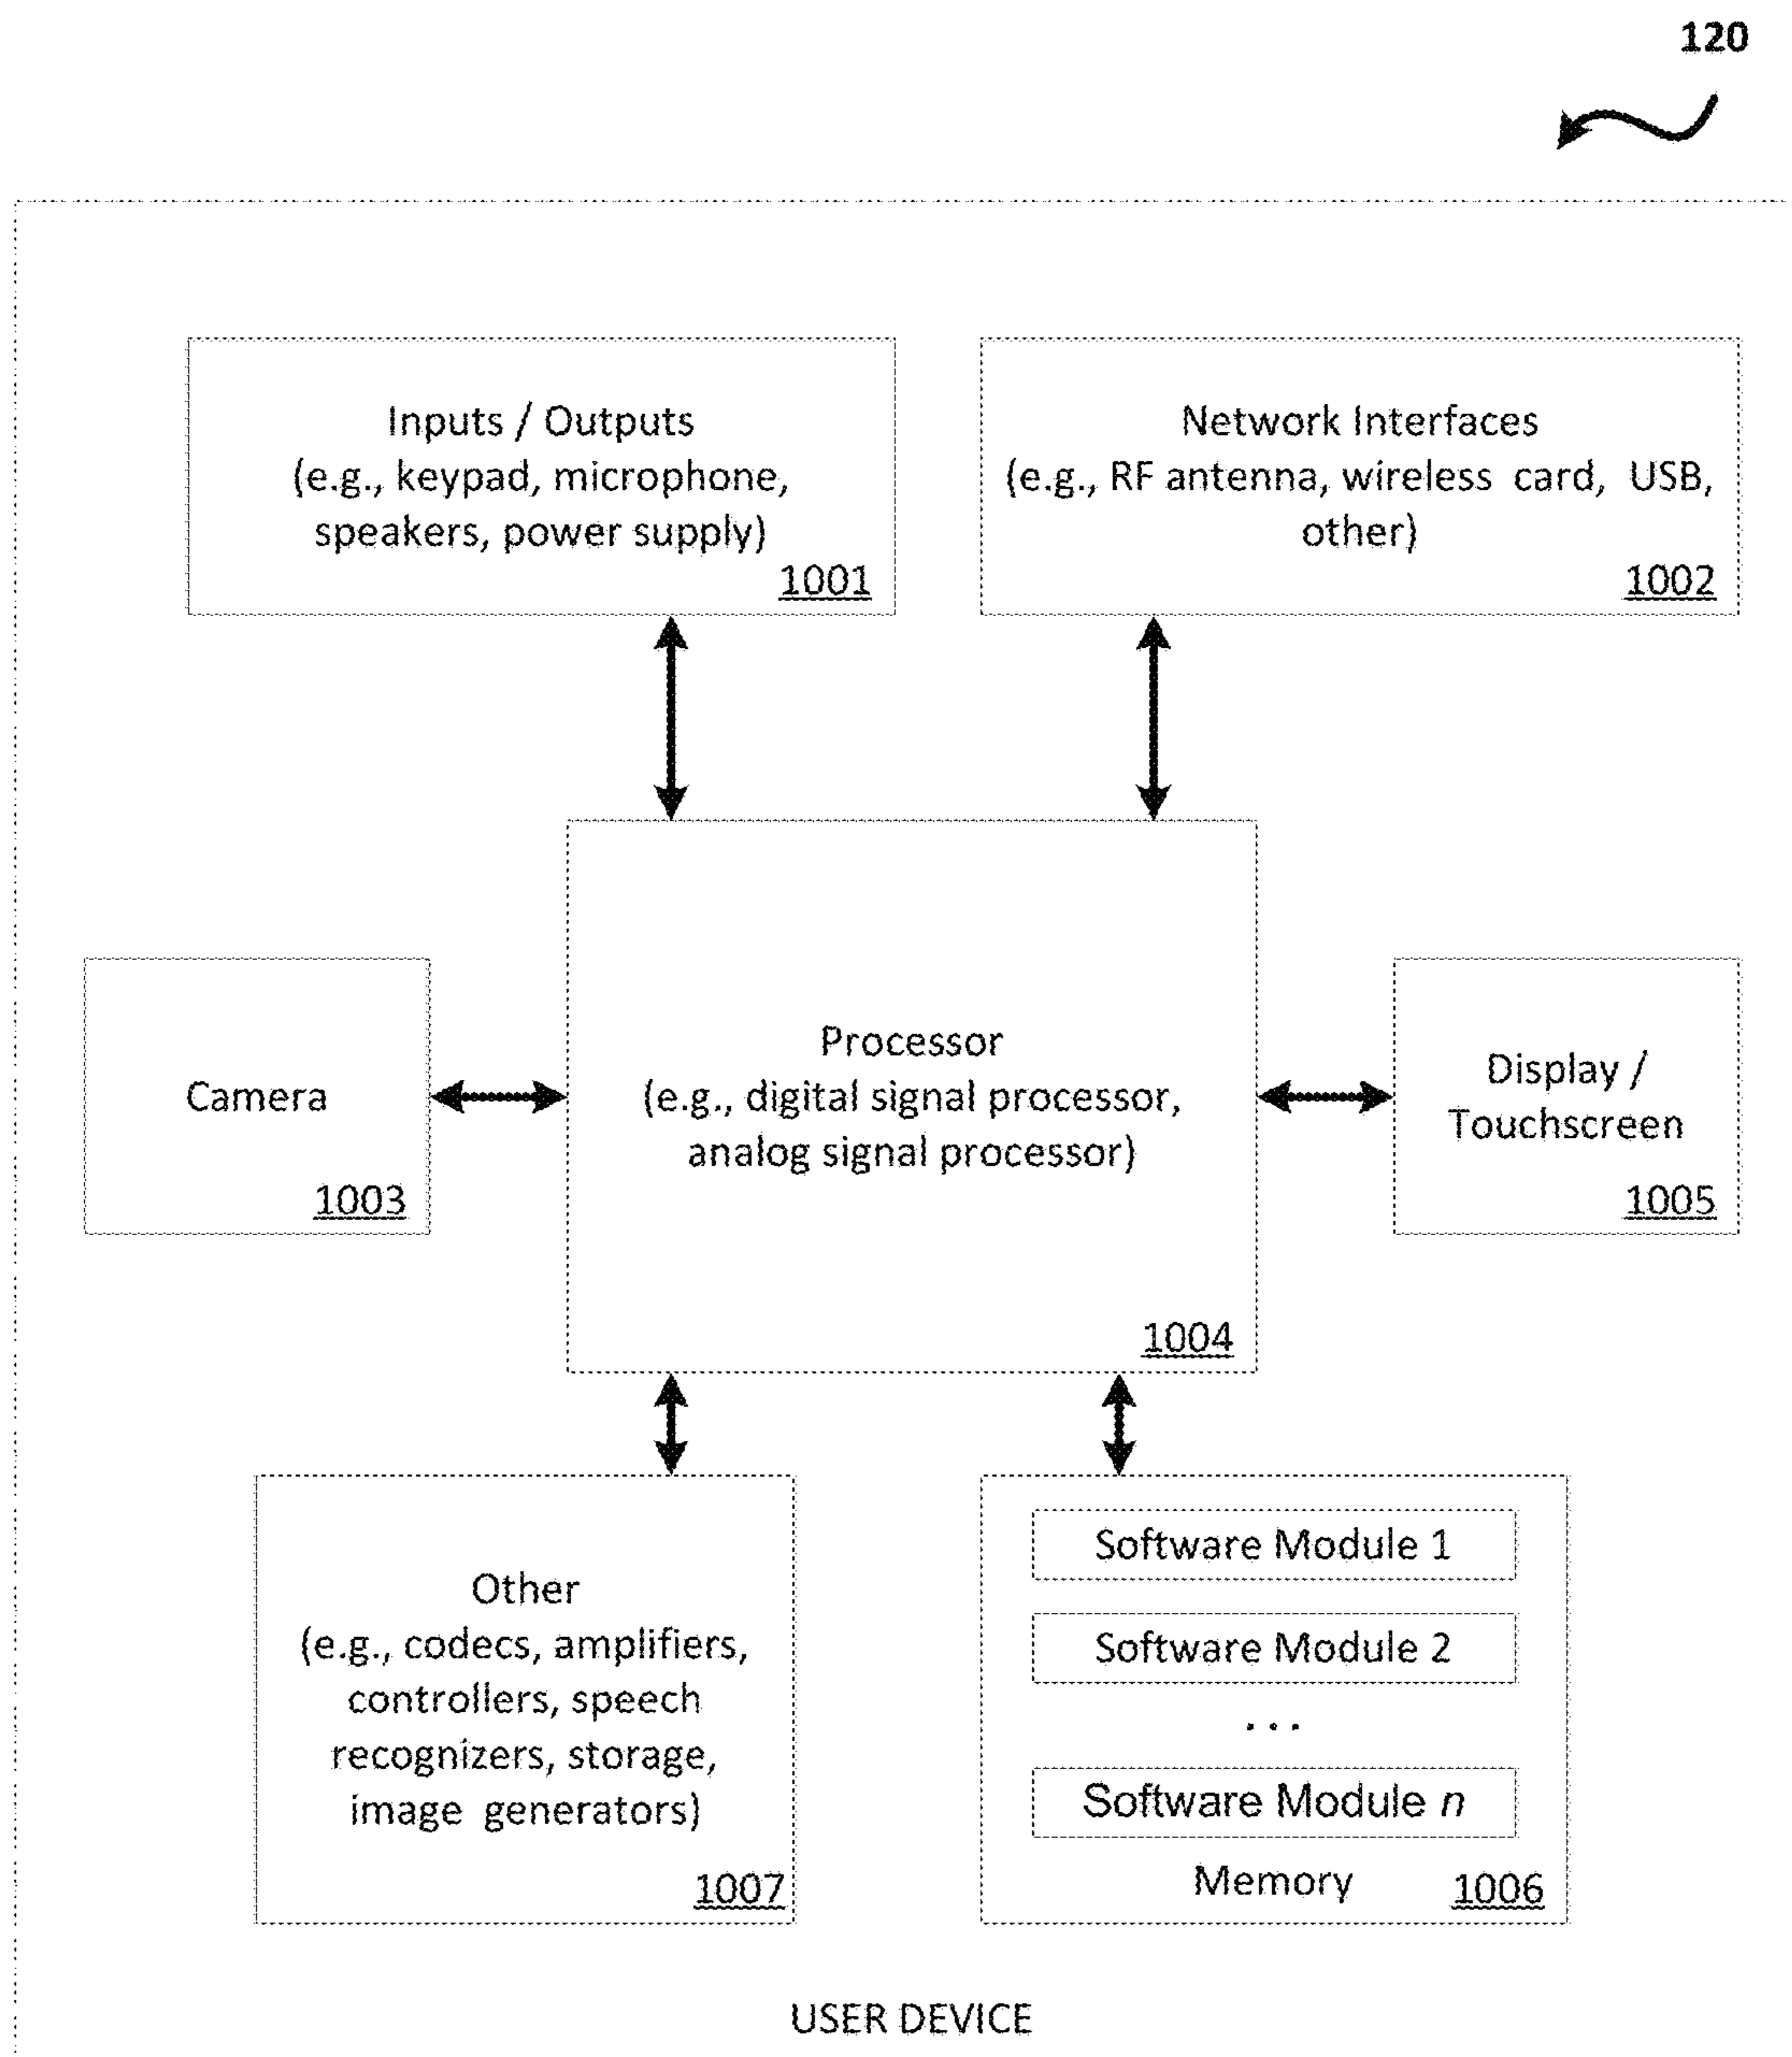 120
Inputs / Outputs
(e.g., keypad, microphone,
speakers, power supply)
1001
Network Interfaces
(e.g., RF antenna, wireless card, USB,
other)
1002
Camera
1003
Processor
(e.g., digital signal processor,
analog signal processor)
1004
Display /
Touchscreen
1005
Other
(e.g., codecs, amplifiers,
controllers, speech
recognizers, storage,
image generators)
1007
Software Module 1
Software Module 2
...
Software Module n
Memory
1006
USER DEVICE